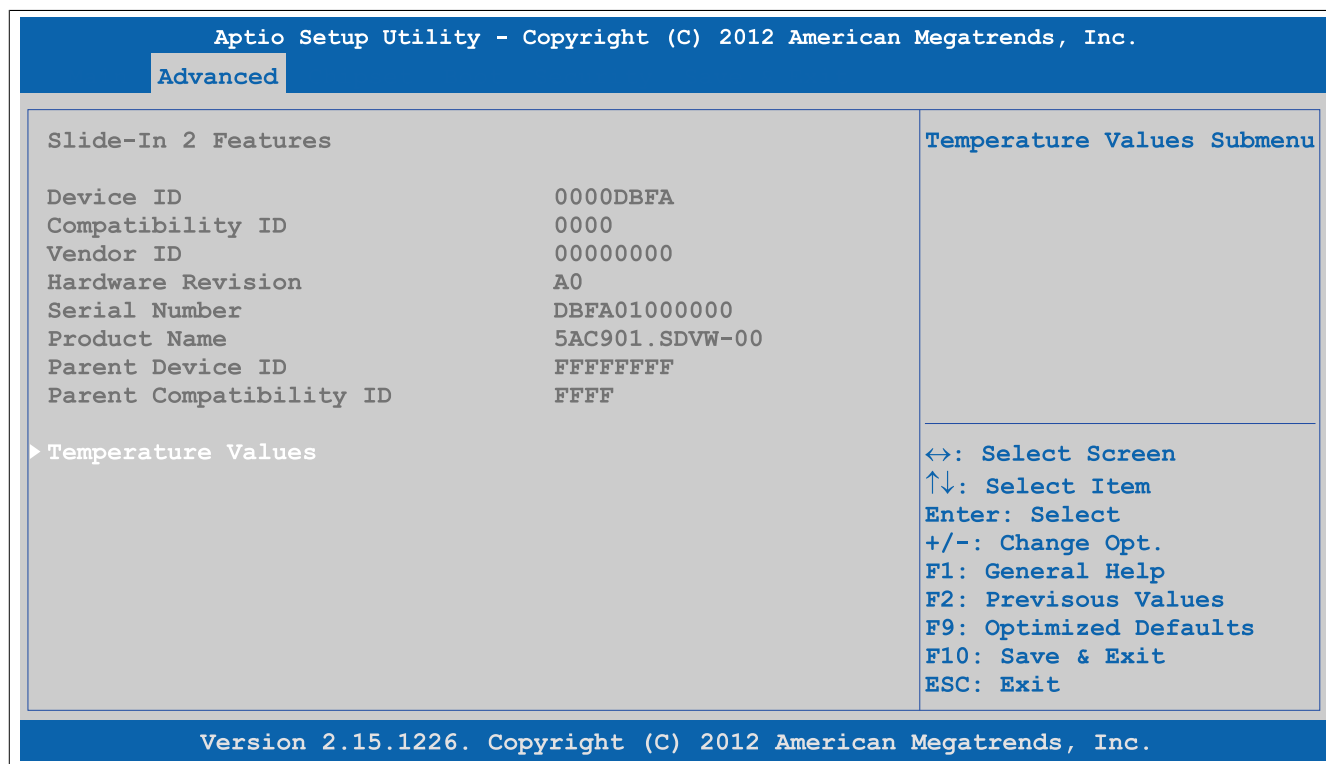 Aptio Setup Utility - Copyright (C) 2012 American Megatrends, Inc.
Advanced
Slide-In 2 Features
Device ID 0000DBFA
Compatibility ID 0000
Vendor ID 00000000
Hardware Revision A0
Serial Number DBFA01000000
Product Name 5AC901.SDVW-00
Parent Device ID FFFFFFFF
Parent Compatibility ID FFFF
Temperature Values
Temperature Values Submenu
↔: Select Screen
↑↓: Select Item
Enter: Select
+/-: Change Opt.
F1: General Help
F2: Previsous Values
F9: Optimized Defaults
F10: Save & Exit
ESC: Exit
Version 2.15.1226. Copyright (C) 2012 American Megatrends, Inc.